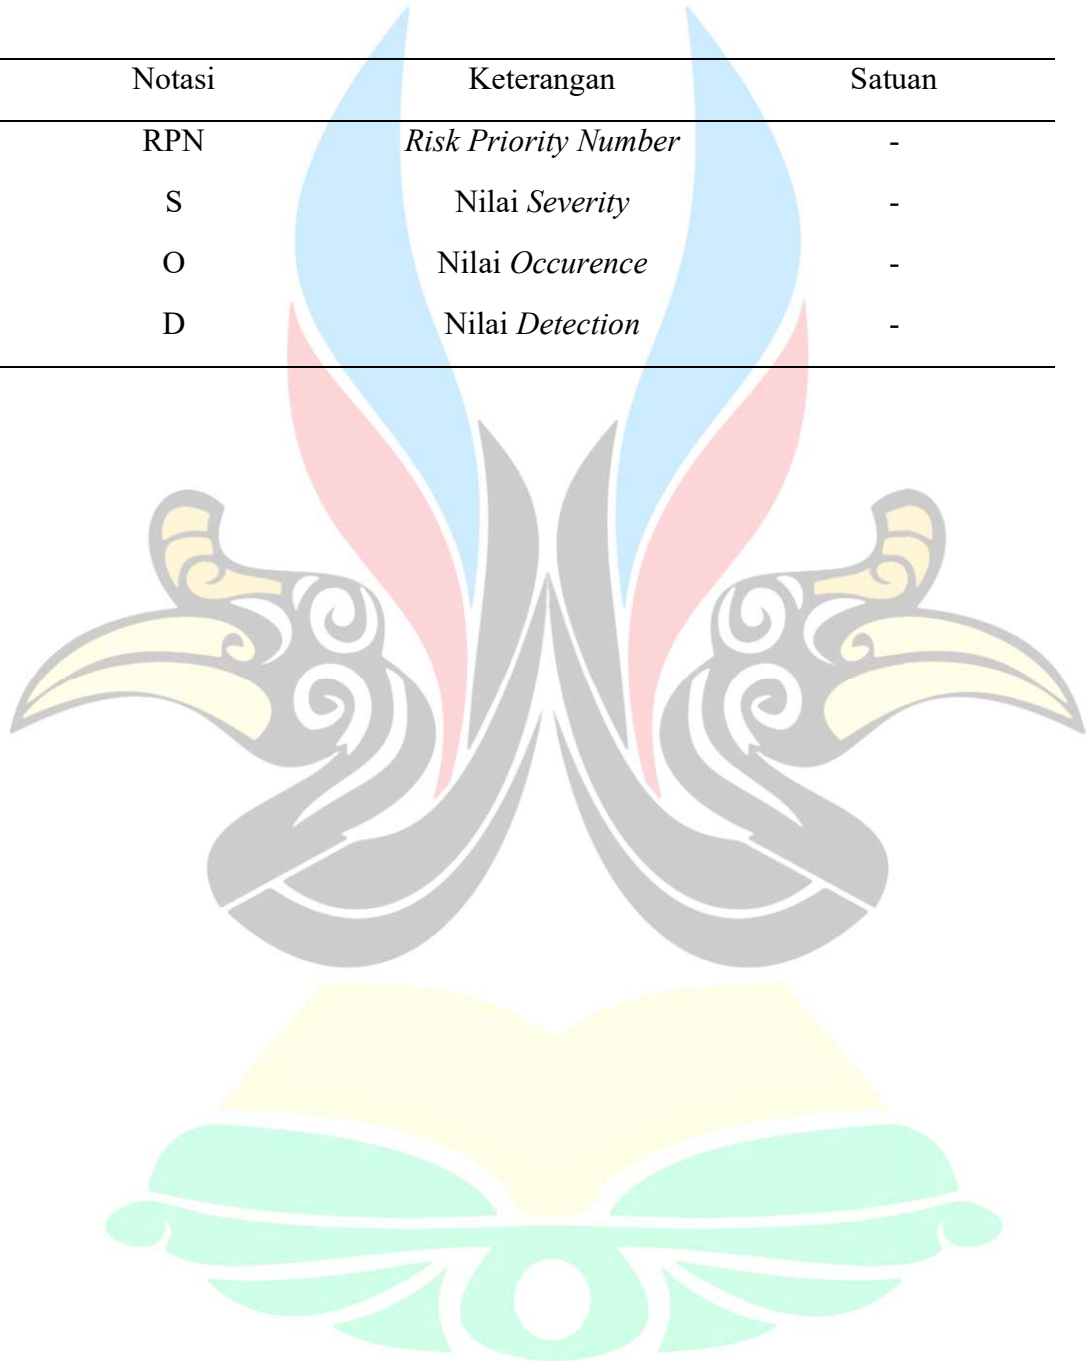 Notasi Keterangan Satuan
RPN Risk Priority Number -
S Nilai Severity -
O Nilai Occurence -
D Nilai Detection -